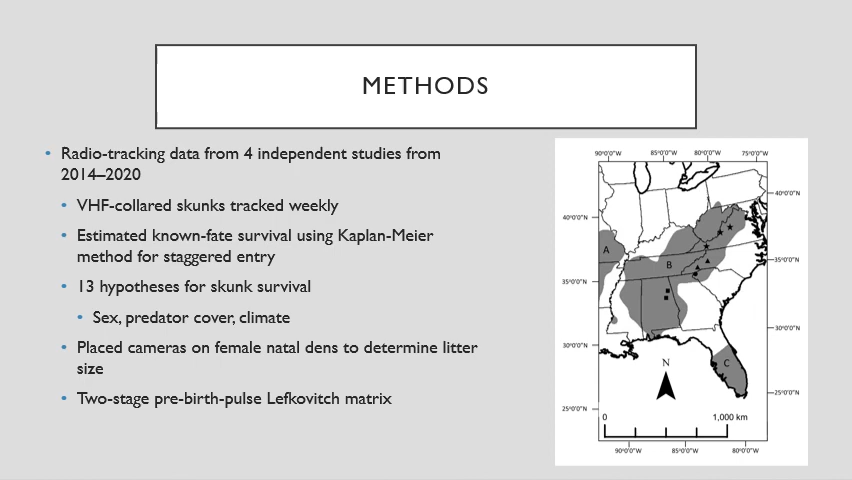 METHODS
Radio-tracking data from 4 independent studies from
2014–2020
VHF-collared skunks tracked weekly
Estimated known-fate survival using Kaplan-Meier
method for staggered entry
13 hypotheses for skunk survival
Sex, predator cover, climate
Placed cameras on female natal dens to determine litter
size
Two-stage pre-birth-pulse Lefkovitch matrix
90°0'0"W 85°0'0"W 80°0'0"W 75°0'0"W
40°0'0"N
40°0'0"N
A
B
35°0'0"N
35°0'0"N
30°0'0"N
30°0'0"N
N
C
25°0'0"N
25°0'0"N
0 1,000 km
90°0'0"W 85°0'0"W 80°0'0"W